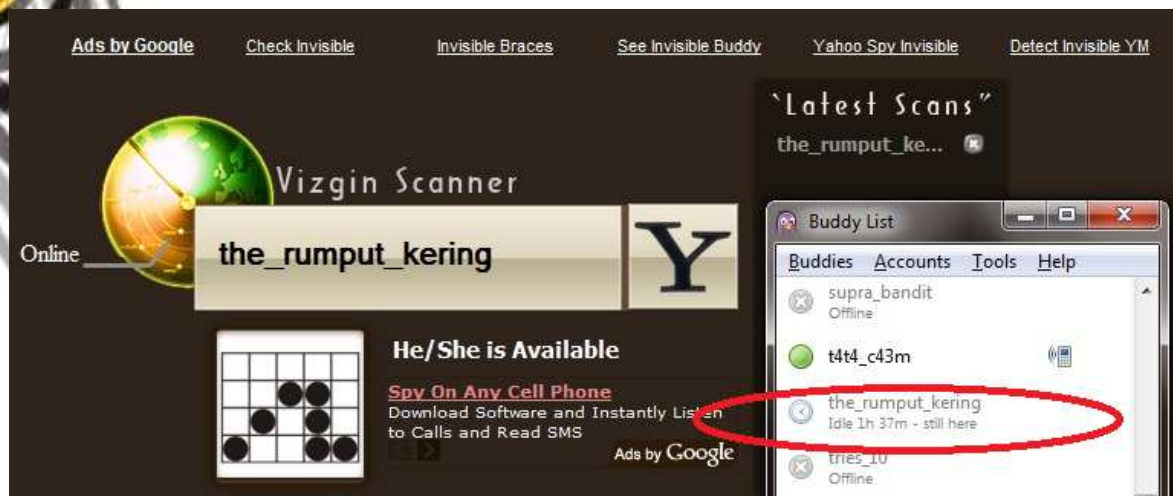 Ads by Google Check Invisible Invisible Braces See Invisible Buddy Yahoo Spy Invisible Detect Invisible YM
`Latest Scans”
the_rumput_ke...
Vizgin Scanner
Online
the_rumput_kering
Y
He/She is Available
Spy On Any Cell Phone
Download Software and Instantly Listen
to Calls and Read SMS
Ads by Google
Buddy List
Buddies Accounts Tools Help
supra_bandit
Offline
t4t4_c43m
the_rumput_kering
Idle 1h 37m - still here
tries_10
Offline